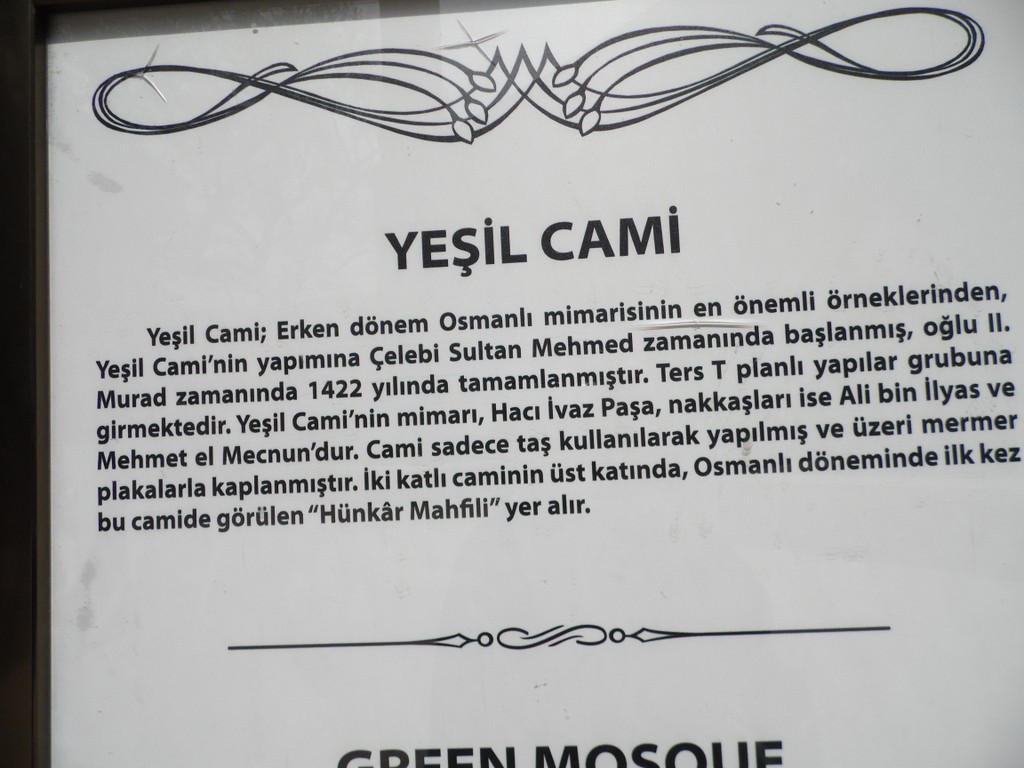 YEŞİL CAMİ
Yeşil Cami; Erken dönem Osmanlı mimarisinin en önemli örneklerinden,
Yeşil Cami'nin yapımına Çelebi Sultan Mehmed zamanında başlanmış, oğlu II.
Murad zamanında 1422 yılında tamamlanmıştır. Ters T planlı yapılar grubuna
girmektedir. Yeşil Cami'nin mimarı, Hacı İvaz Paşa, nakkaşları ise Ali bin İlyas ve
Mehmet el Mecnun'dur. Cami sadece taş kullanılarak yapılmış ve üzeri mermer
plakalarla kaplanmıştır. İki katlı caminin üst katında, Osmanlı döneminde ilk kez
bu camide görülen "Hünkâr Mahfili" yer alır.
GREEN MOSQUE